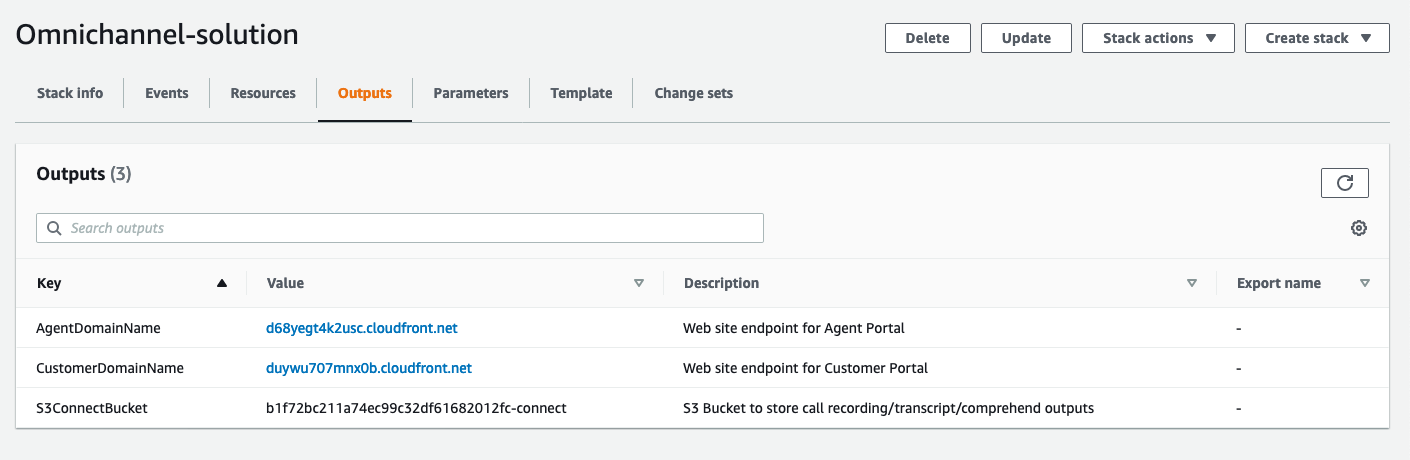 Omnichannel-solution
Delete
Update
Stack actions
Create stack
Stack info
Events
Resources
Outputs
Parameters
Template
Change sets
Outputs (3)
Search outputs
Key Value Description Export name
AgentDomainName d68yegt4k2usc.cloudfront.net Web site endpoint for Agent Portal -
CustomerDomainName duywu707mnx0b.cloudfront.net Web site endpoint for Customer Portal -
S3ConnectBucket b1f72bc211a74ec99c32df61682012fc-connect S3 Bucket to store call recording/transcript/comprehend outputs -